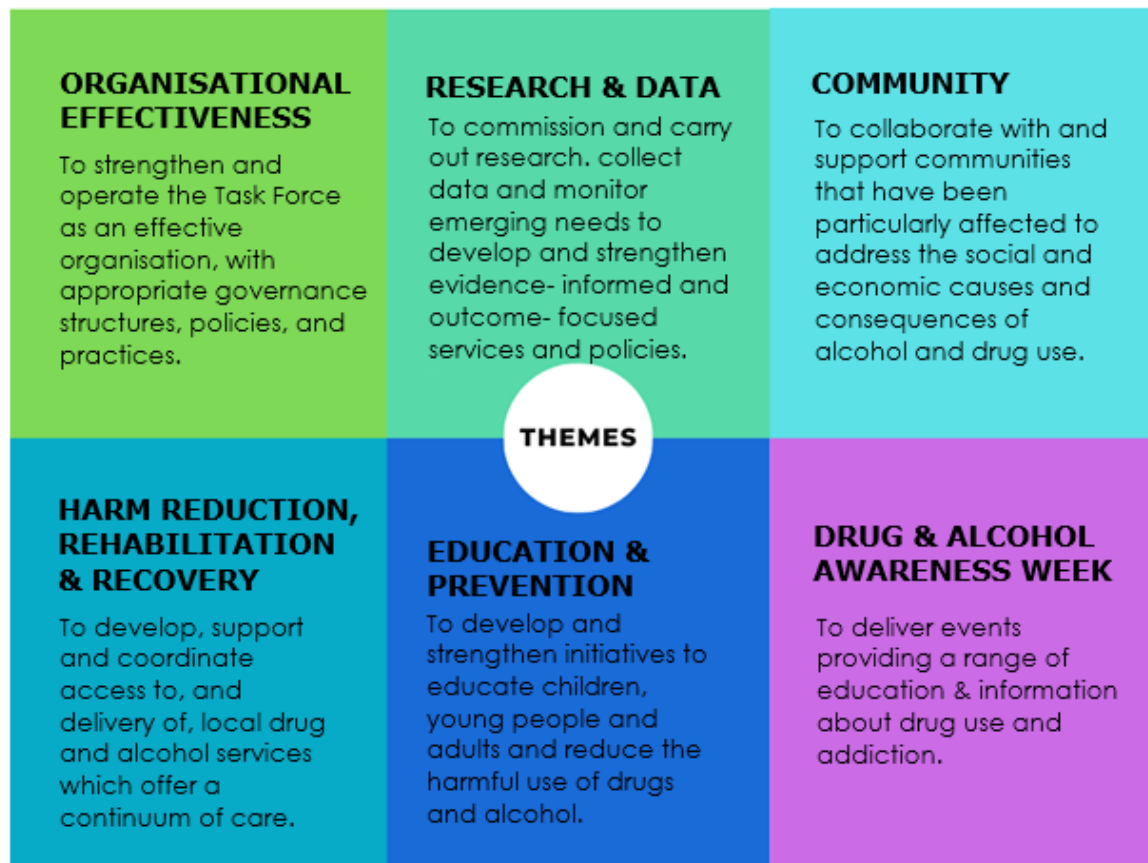 ORGANISATIONAL
EFFECTIVENESS
To strengthen and
operate the Task Force
as an effective
organisation, with
appropriate governance
structures, policies, and
practices.
RESEARCH & DATA
To commission and carry
out research. collect
data and monitor
emerging needs to
develop and strengthen
evidence- informed and
outcome- focused
services and policies.
COMMUNITY
To collaborate with and
support communities
that have been
particularly affected to
address the social and
economic causes and
consequences of
alcohol and drug use.
THEMES
HARM REDUCTION,
REHABILITATION
& RECOVERY
To develop, support
and coordinate
access to, and
delivery of, local drug
and alcohol services
which offer a
continuum of care.
EDUCATION &
PREVENTION
To develop and
strengthen initiatives to
educate children,
young people and
adults and reduce the
harmful use of drugs
and alcohol.
DRUG & ALCOHOL
AWARENESS WEEK
To deliver events
providing a range of
education & information
about drug use and
addiction.